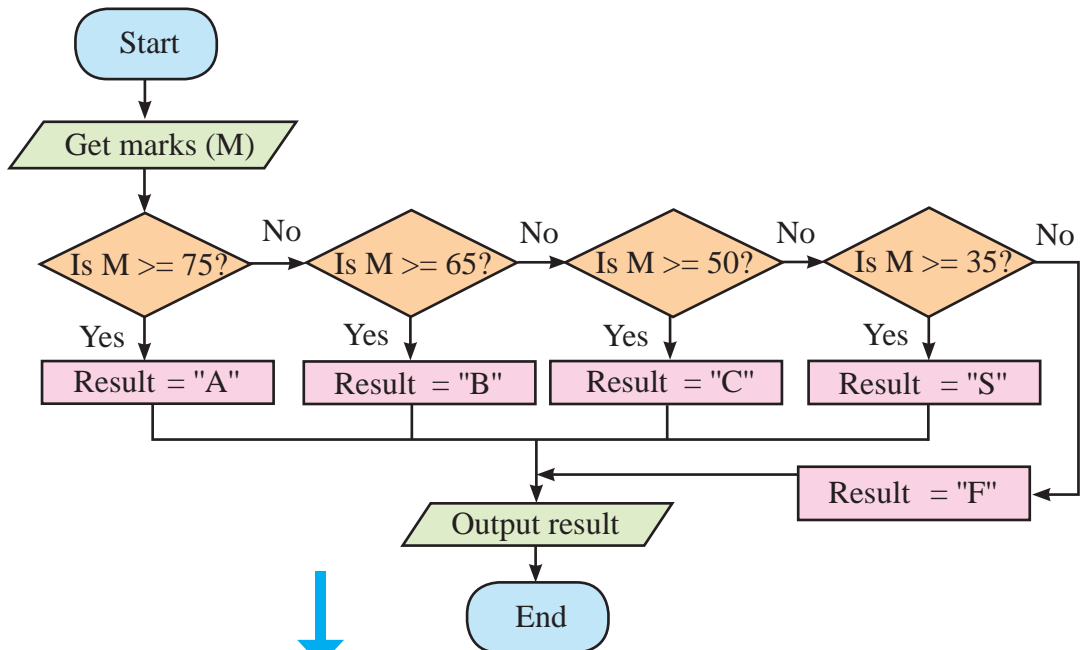 Start
Get marks (M)
Is M >= 75?
No
Is M >= 65?
No
Is M >= 50?
No
Is M >= 35?
No
Yes
Yes
Yes
Yes
Result = "A"
Result = "B"
Result = "C"
Result = "S"
Result = "F"
Output result
End